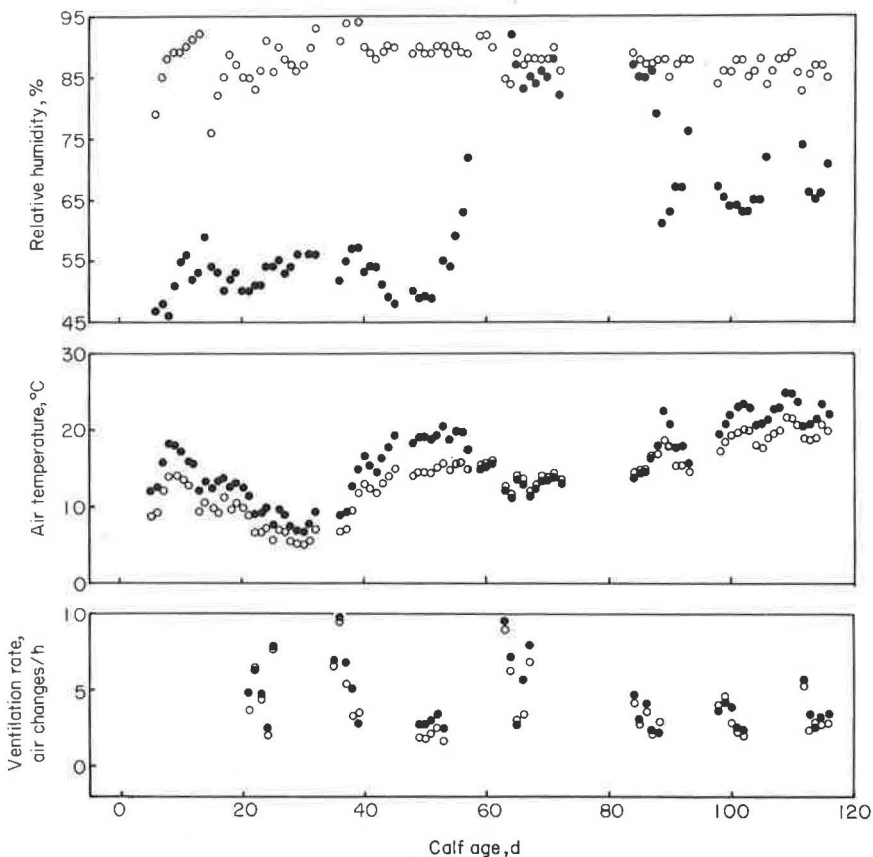 95
85
75
65
55
45
Relative humidity, %
30
20
10
0
Air temperature, °C
10
5
0
Ventilation rate,
air changes/h
0 20 40 60 80 100 120
Calf age, d